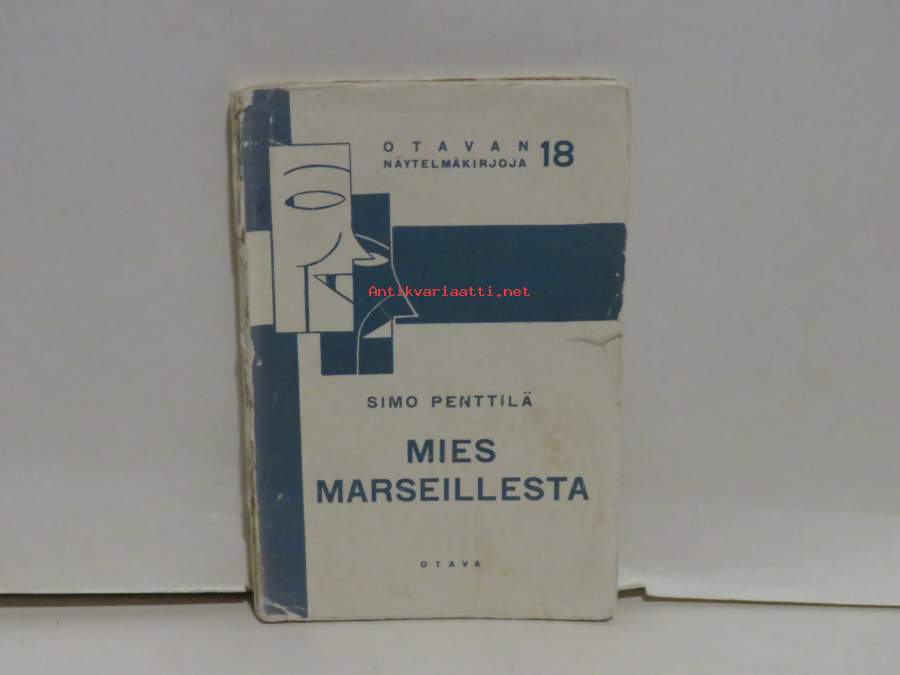 OTAVAN
NÄYTELMÄKIRJOJA 18
Antikvariaatti.net
SIMO PENTTILÄ
MIES
MARSEILLESTA
OTAVA